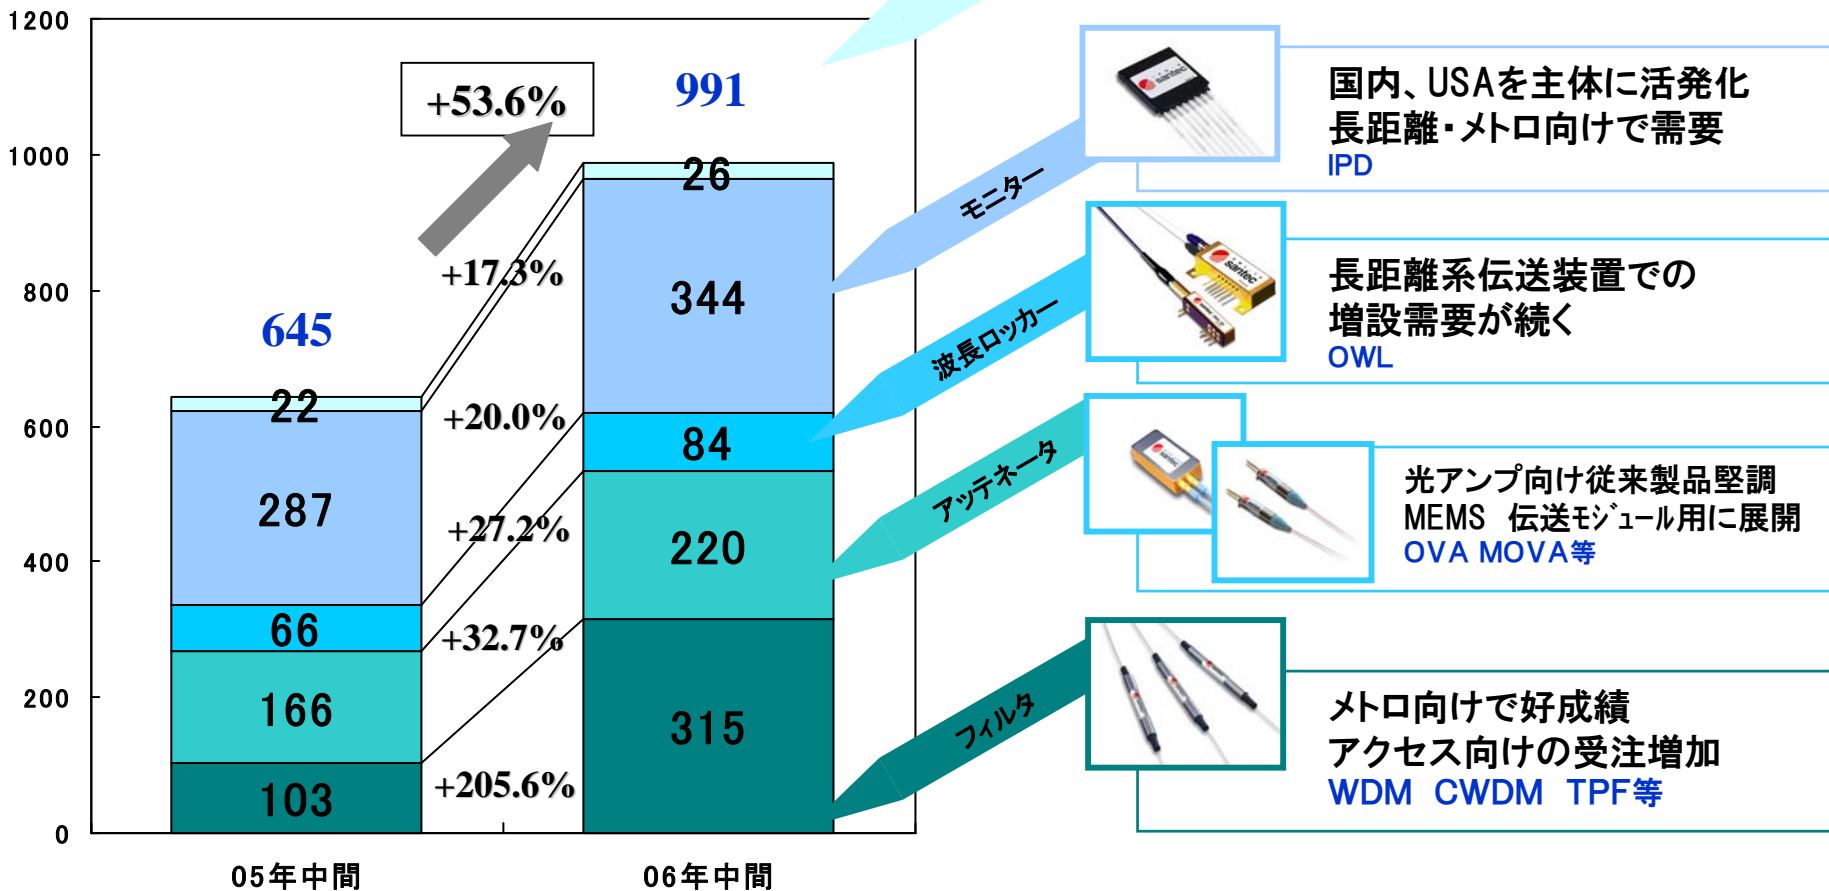 1200
1000
800
600
400
200
0
+53.6%
645
991
22
287
66
166
103
26
344
84
220
315
+17.3%
+20.0%
+27.2%
+32.7%
+205.6%
05年中間
06年中間
モニター
santec
国内、USAを主体に活発化
長距離・メトロ向けで需要
IPD
波長ロッカー
santec
長距離系伝送装置での
増設需要が続く
OWL
アッテネータ
santec
光アンプ向け従来製品堅調
MEMS 伝送ﾓｼﾞｭｰﾙ用に展開
OVA MOVA等
フィルタ
メトロ向けで好成績
アクセス向けの受注増加
WDM CWDM TPF等